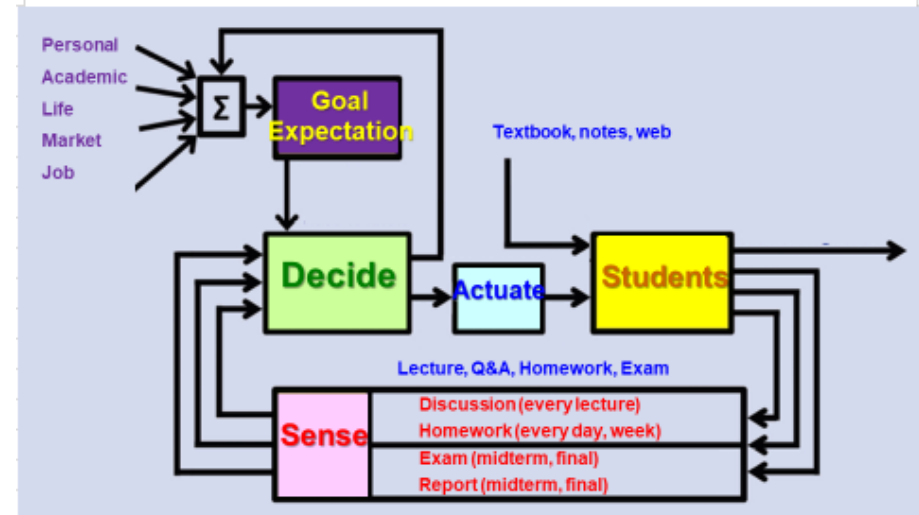 Personal
Academic
Life
Market
Job
Σ
Goal
Expectation
Textbook, notes, web
Decide
Actuate
Students
Lecture, Q&A, Homework, Exam
Sense
Discussion (every lecture)
Homework (every day, week)
Exam (midterm, final)
Report (midterm, final)